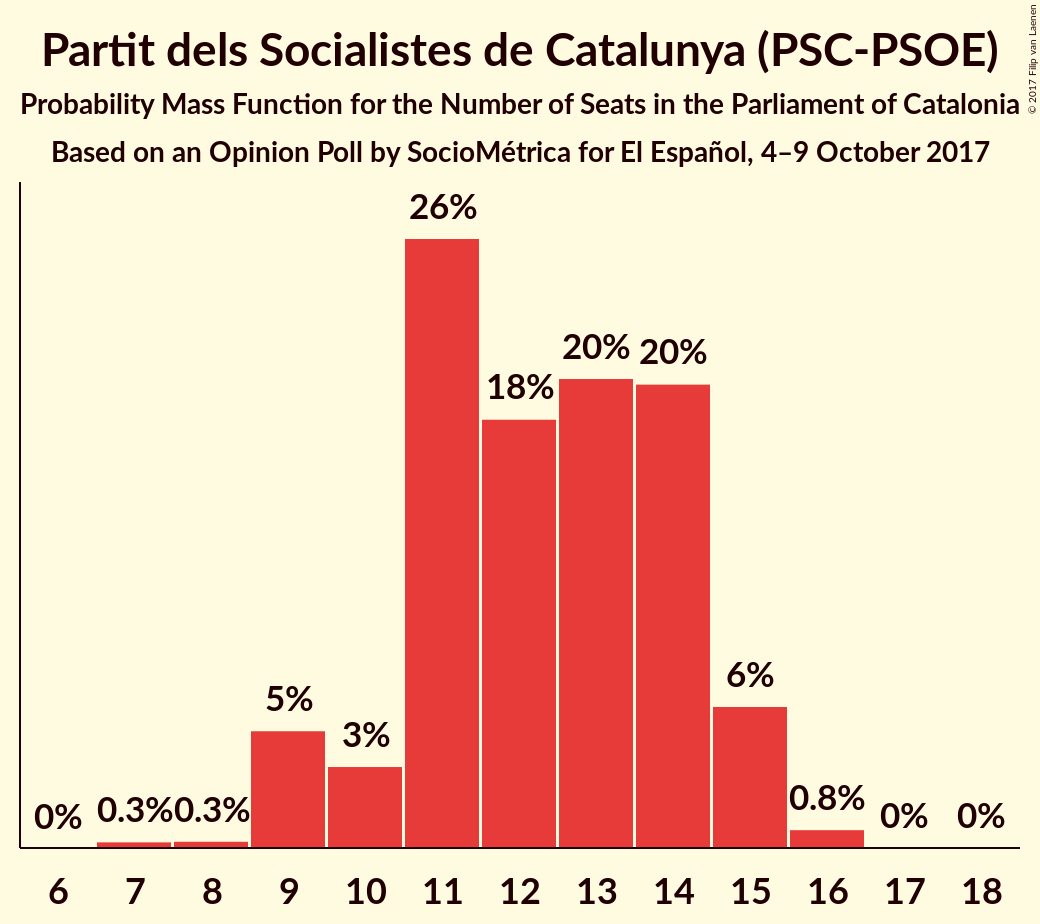 Partit dels Socialistes de Catalunya (PSC-PSOE)
Probability Mass Function for the Number of Seats in the Parliament of Catalonia
Based on an Opinion Poll by SocioMétrica for El Español, 4–9 October 2017
© 2017 Filip van Laenen
0% 0.3% 0.3% 5% 3% 26% 18% 20% 20% 6% 0.8% 0% 0%
6 7 8 9 10 11 12 13 14 15 16 17 18